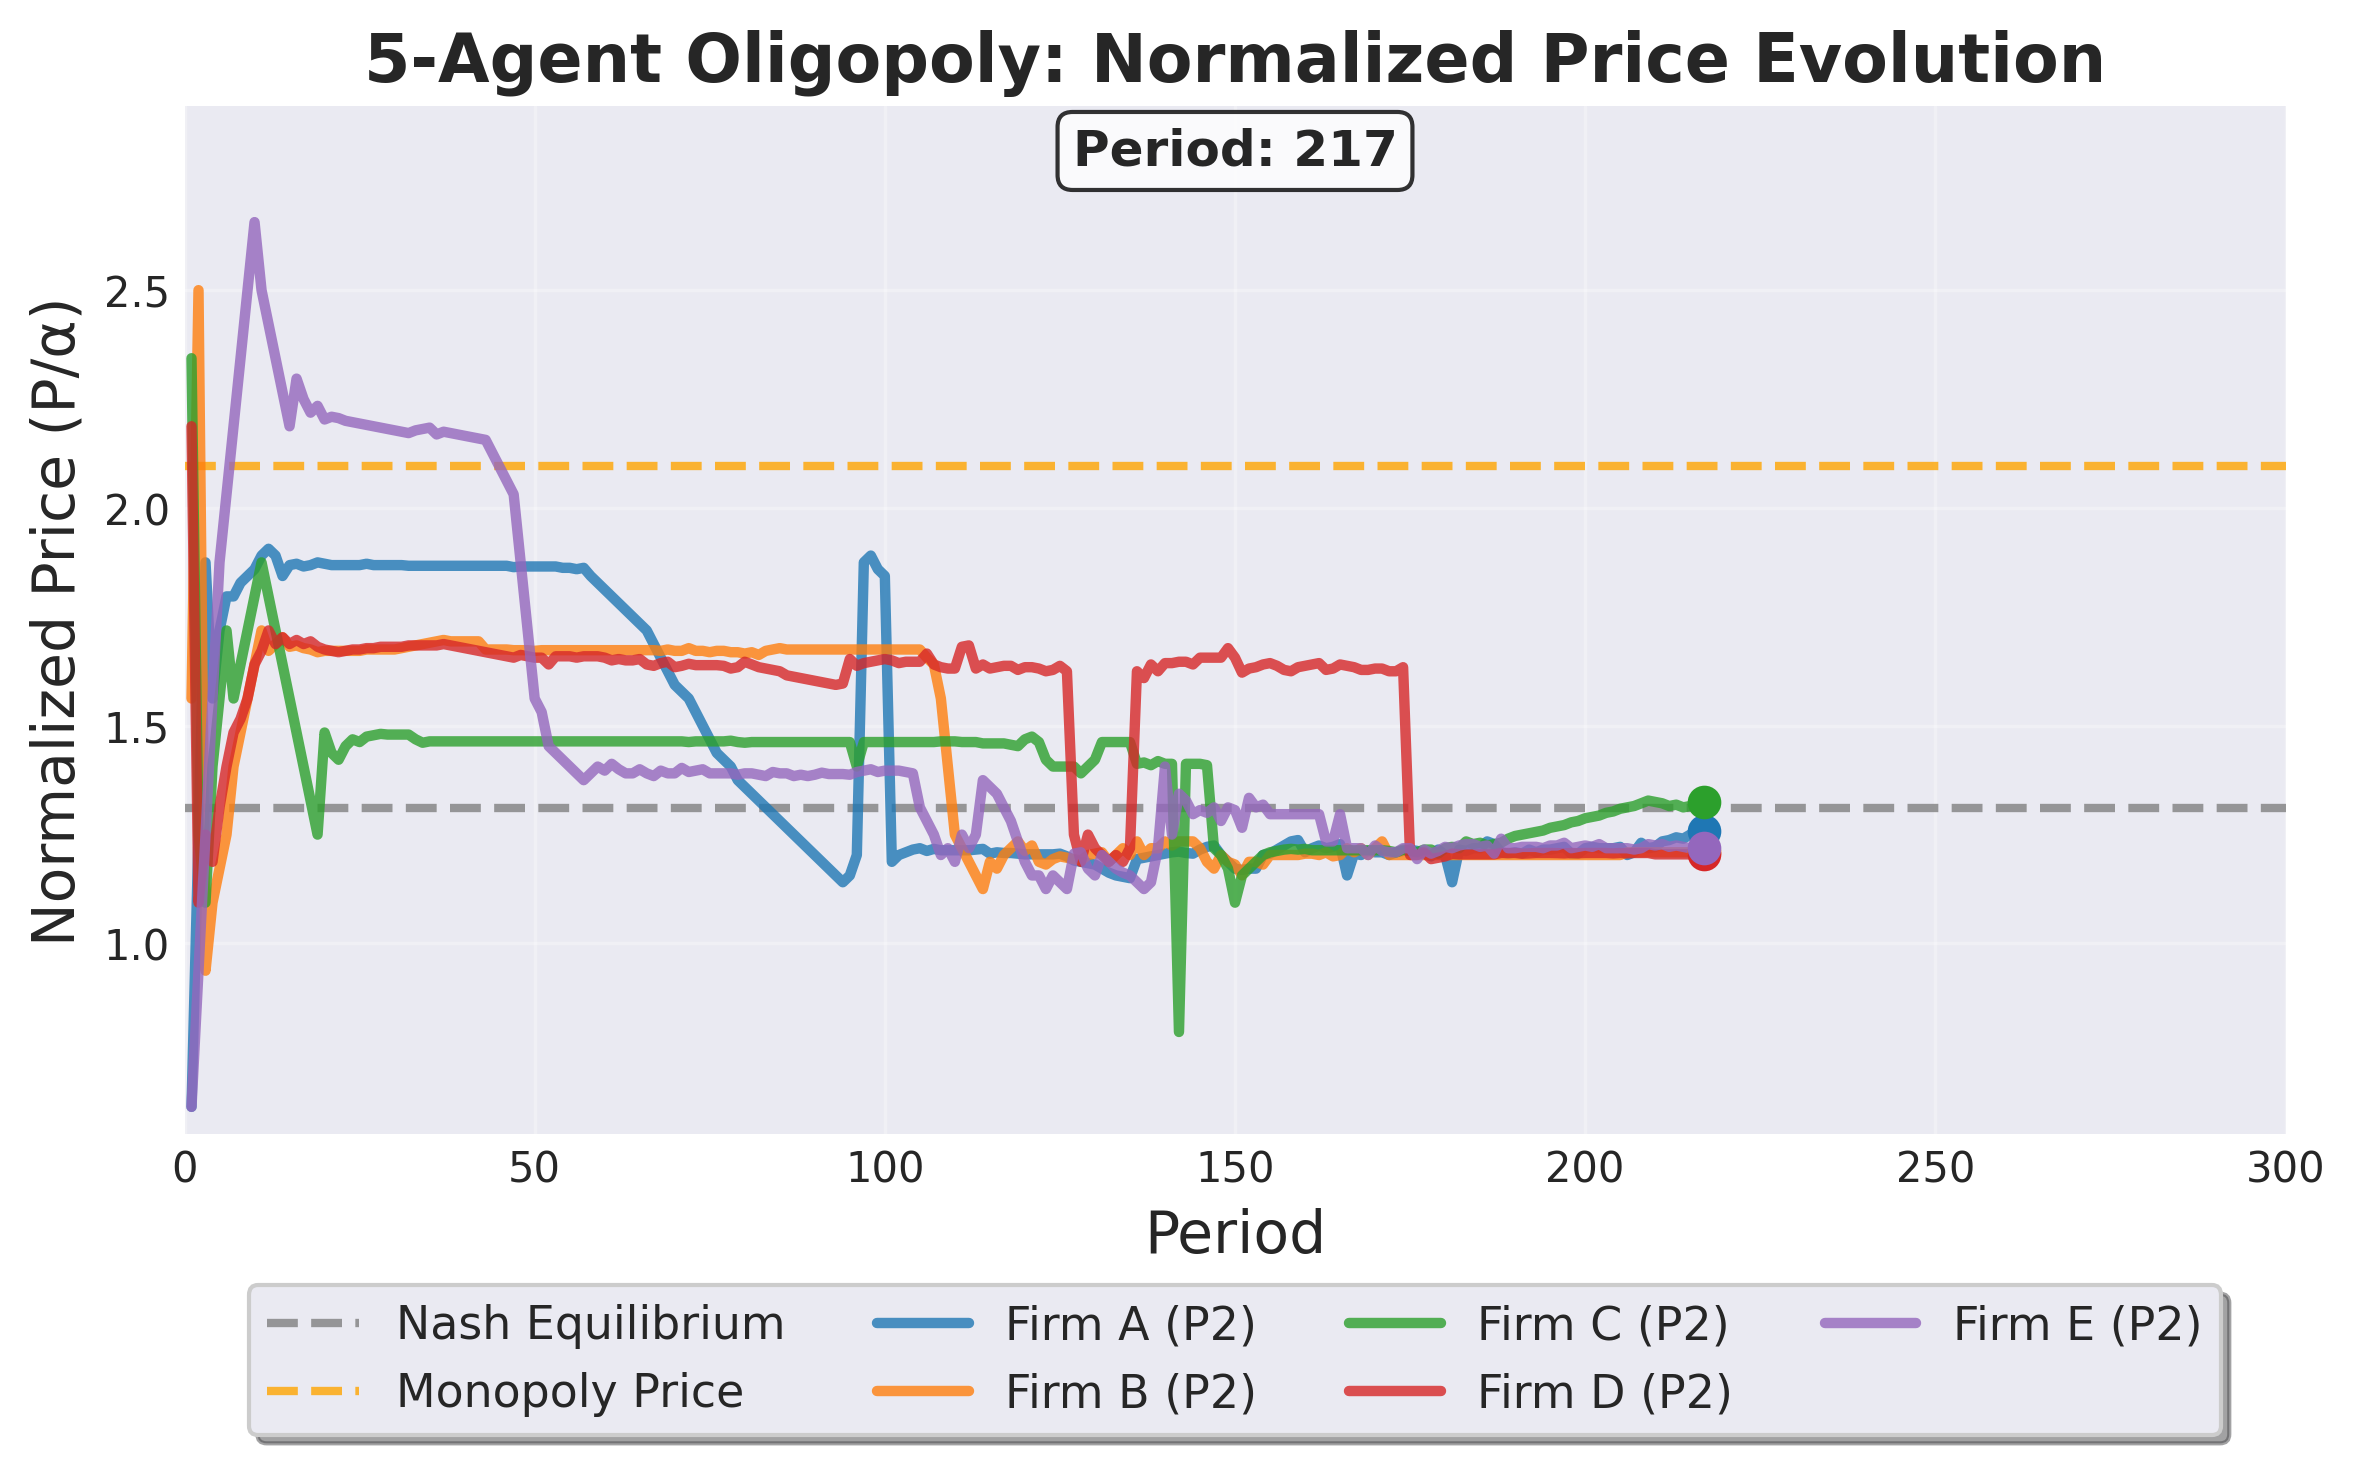 5-Agent Oligopoly: Normalized Price Evolution
Period: 217
Normalized Price (P/α)
2.5
2.0
1.5
1.0
0 50 100 150 200 250 300
Period
Nash Equilibrium Firm A (P2) Firm C (P2) Firm E (P2)
Monopoly Price Firm B (P2) Firm D (P2)